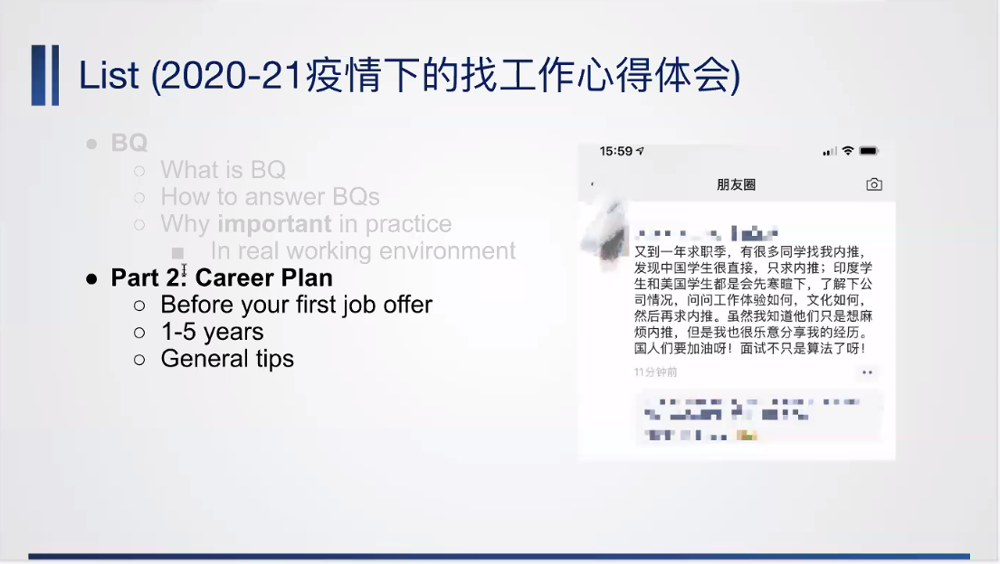 List (2020-21疫情下的找工作心得体会)
● BQ
○ What is BQ
○ How to answer BQs
○ Why important in practice
■ In real working environment
● Part 2: Career Plan
○ Before your first job offer
○ 1-5 years
○ General tips
15:59
朋友圈
又到一年求职季，有很多同学找我内推，
发现中国学生很直接，只求内推；印度学
生和美国学生都是会先寒暄下，了解下公
司情况，问问工作体验如何，文化如何，
然后再求内推。虽然我知道他们只是想麻
烦内推，但是我也很乐意分享我的经历。
国人们要加油呀！面试不只是算法了呀！
11分钟前